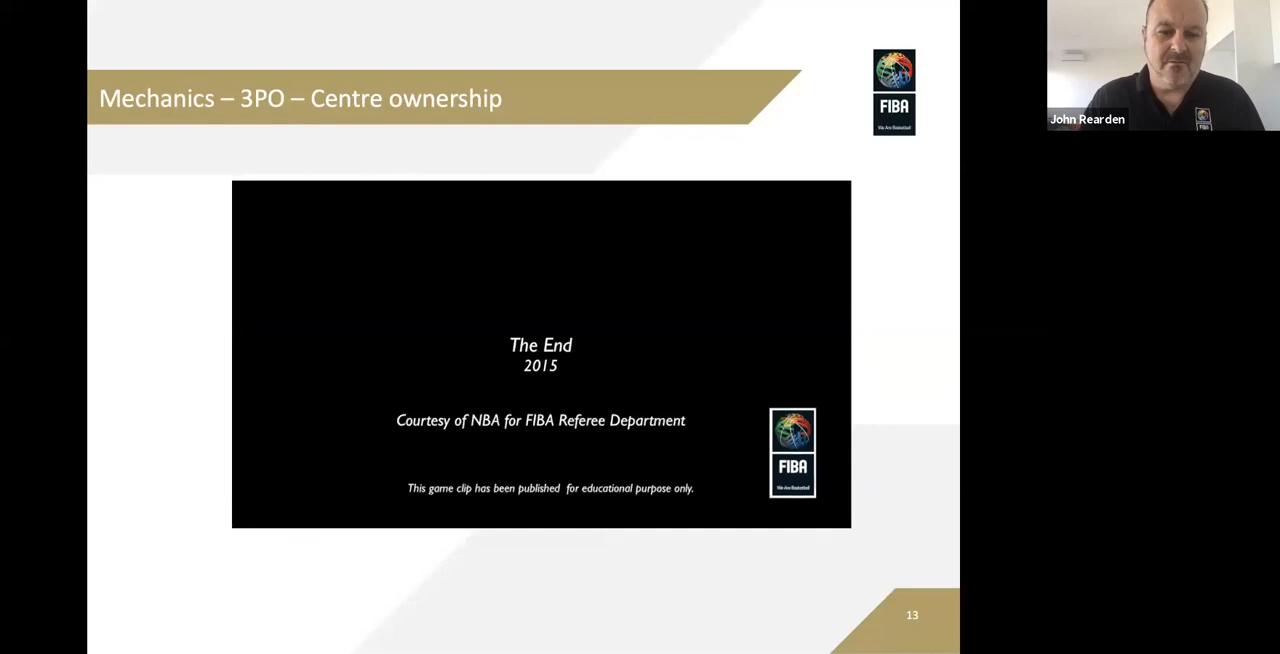 Mechanics – 3PO – Centre ownership
FIBA
We Are Basketball
John Rearden
The End
2015
Courtesy of NBA for FIBA Referee Department
FIBA
We Are Basketball
This game clip has been published for educational purpose only.
13